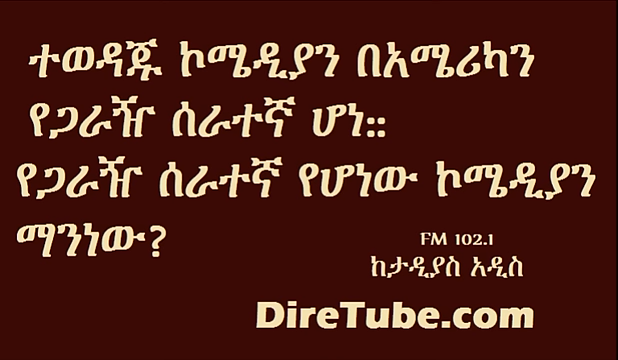 ተወዳጁ ኮሜዲያን በአሜሪካን
የጋራዥ ሰራተኛ ሆነ።
የጋራዥ ሰራተኛ የሆነው ኮሜዲያን
ማንነው?
FM 102.1
ከታዲያስ አዲስ
DireTube.com